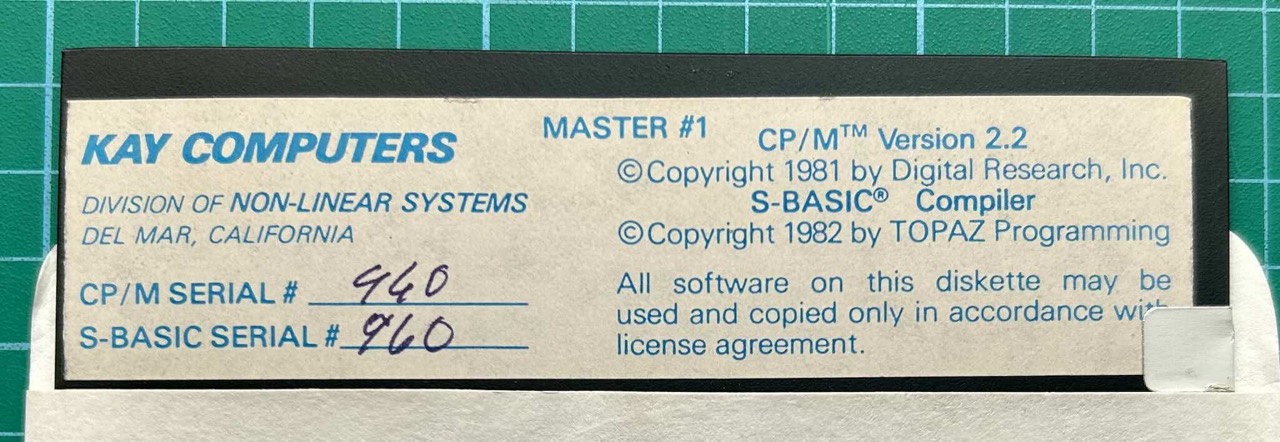 KAY COMPUTERS
DIVISION OF NON-LINEAR SYSTEMS
DEL MAR, CALIFORNIA
CP/M SERIAL # 960
S-BASIC SERIAL # 960
MASTER #1
CP/M™ Version 2.2
©Copyright 1981 by Digital Research, Inc.
S-BASIC® Compiler
©Copyright 1982 by TOPAZ Programming
All software on this diskette may be
used and copied only in accordance with
license agreement.